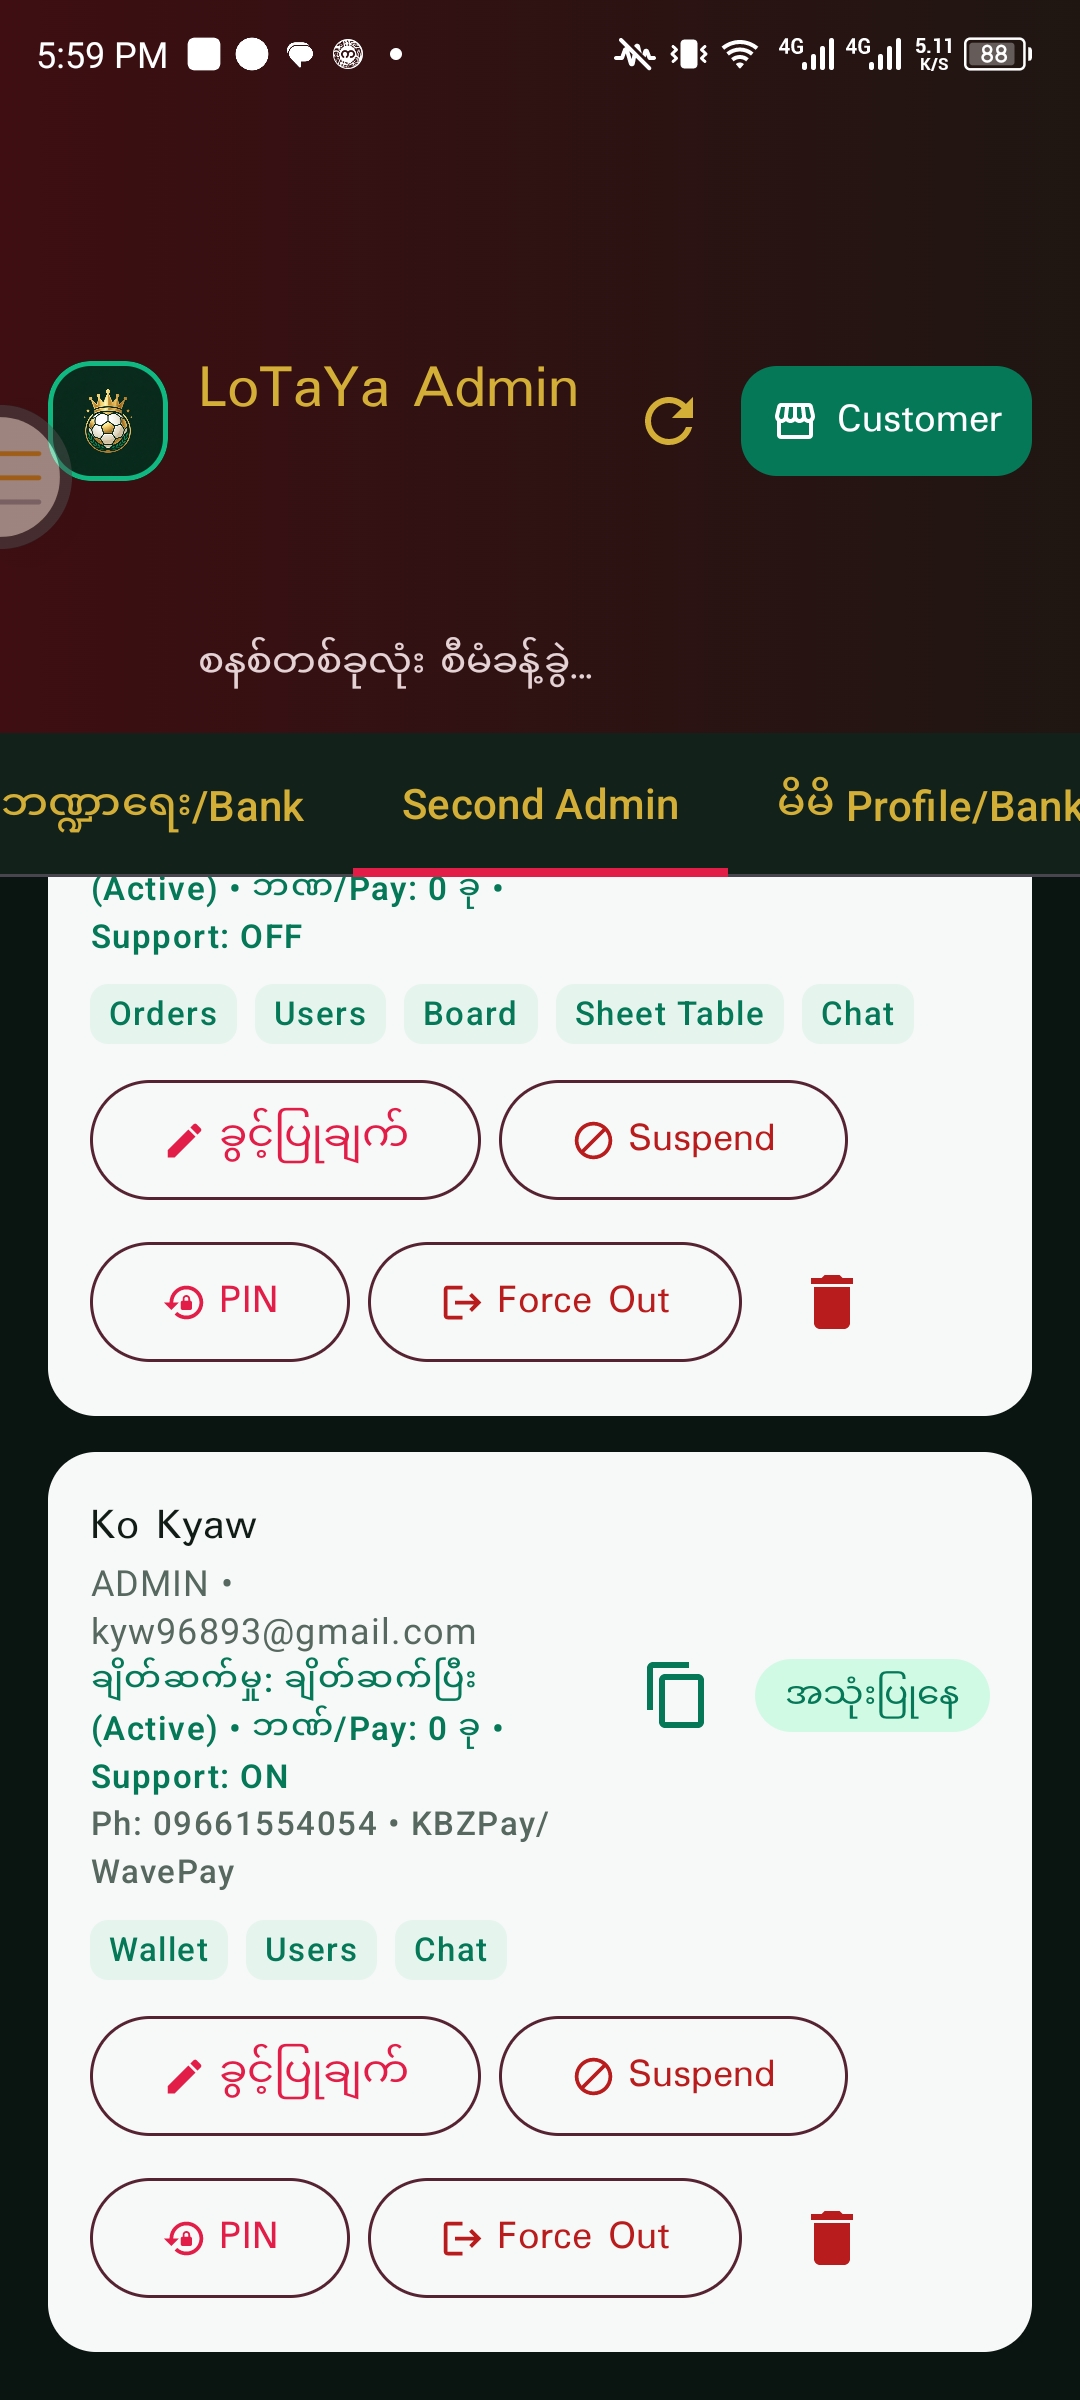 5:59 PM
4G 4G 5.11 K/S 88
LoTaYa Admin
Customer
စနစ်တစ်ခုလုံး စီမံခန့်ခွဲ...
ဘဏ္ဍာရေး/Bank
Second Admin
မိမိ Profile/Bank
(Active) • ဘဏ်/Pay: 0 ခု •
Support: OFF
Orders Users Board Sheet Table Chat
ခွင့်ပြုချက် Suspend
PIN Force Out
Ko Kyaw
ADMIN •
kyw96893@gmail.com
ချိတ်ဆက်မှု: ချိတ်ဆက်ပြီး
(Active) • ဘဏ်/Pay: 0 ခု •
Support: ON
Ph: 09661554054 • KBZPay/
WavePay
အသုံးပြုနေ
Wallet Users Chat
ခွင့်ပြုချက် Suspend
PIN Force Out